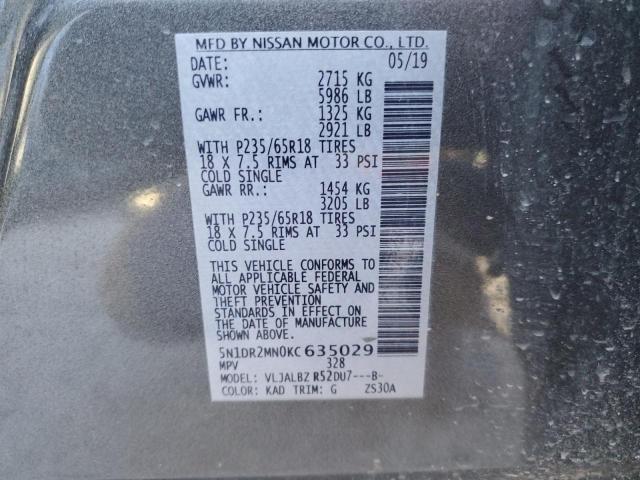 MFD BY NISSAN MOTOR CO., LTD.
DATE: 05/19
GVWR: 2715 KG
5986 LB
GAWR FR.: 1325 KG
2921 LB
WITH P235/65R18 TIRES
18 X 7.5 RIMS AT 33 PSI
COLD SINGLE
GAWR RR.: 1454 KG
3205 LB
WITH P235/65R18 TIRES
18 X 7.5 RIMS AT 33 PSI
COLD SINGLE
THIS VEHICLE CONFORMS TO
ALL APPLICABLE FEDERAL
MOTOR VEHICLE SAFETY AND
THEFT PREVENTION
STANDARDS IN EFFECT ON
THE DATE OF MANUFACTURE
SHOWN ABOVE.
5N1DR2MN0KC635029
MPV 328
MODEL: VLJALBZ R52DU7---B-
COLOR: KAD TRIM: G ZS30A